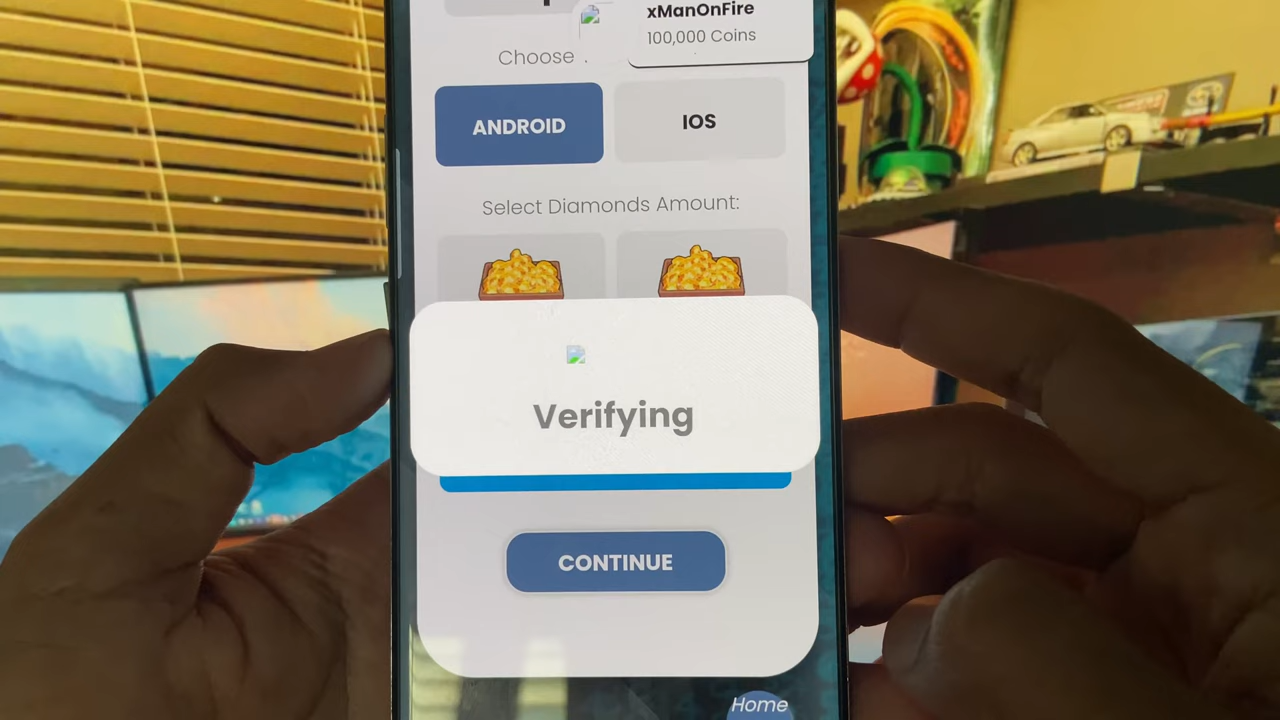 xManOnFire
100,000 Coins
Choose
ANDROID
IOS
Select Diamonds Amount:
Verifying
CONTINUE
Home